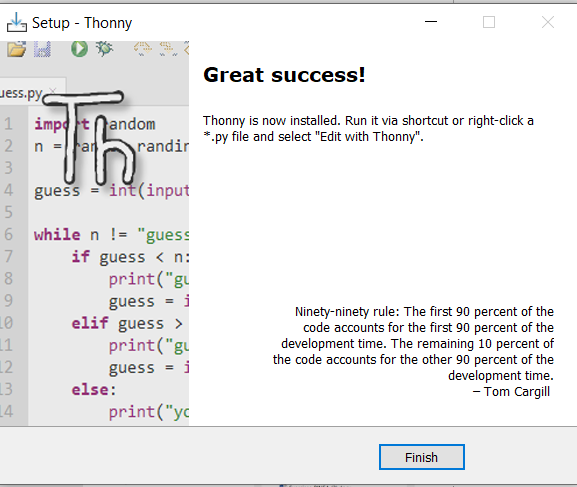 Setup - Thonny
uess.py
Th
Great success!
Thonny is now installed. Run it via shortcut or right-click a
*.py file and select "Edit with Thonny".
1 import random
2 n = ran randin
3
4 guess = int(input
5
6 while n != "guess
7 if guess < n:
8 print("gu
9 guess = i
10 elif guess >
11 print("gu
12 guess = i
13 else:
14 print("yo
Ninety-ninety rule: The first 90 percent of the
code accounts for the first 90 percent of the
development time. The remaining 10 percent of
the code accounts for the other 90 percent of the
development time.
– Tom Cargill
Finish